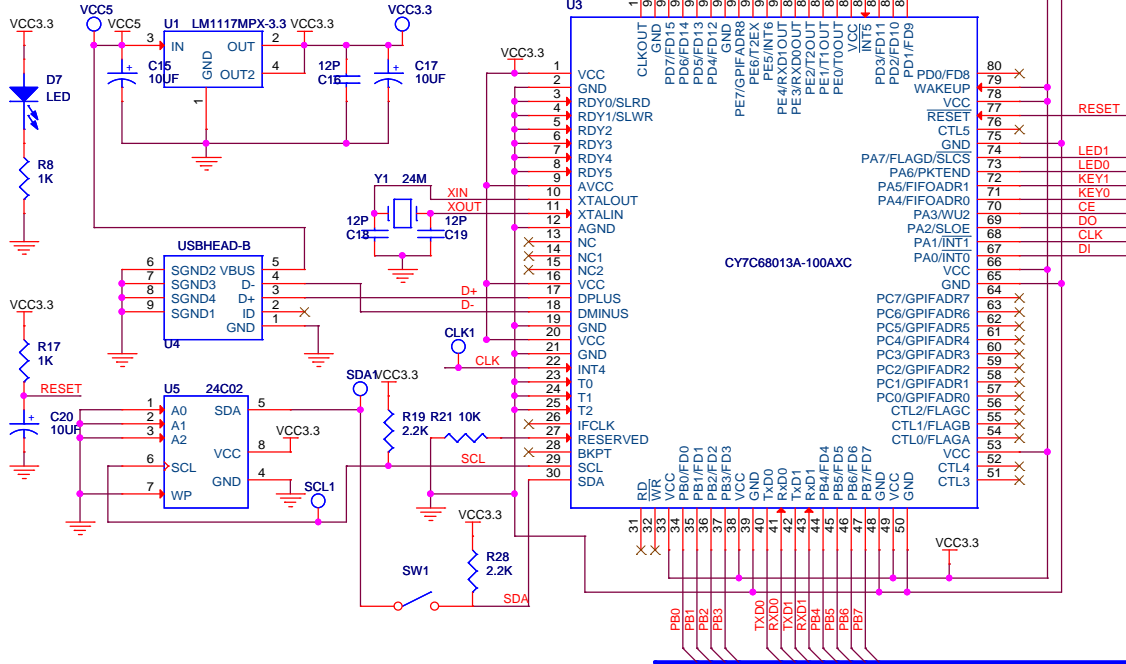 VCC3.3
VCC5
VCC5
U1 LM1117MPX-3.3
VCC3.3
VCC3.3
3 IN OUT 2
GND
OUT2 4
1
C15
10UF
12P
C16
C17
10UF
D7
LED
R8
1K
Y1 24M
XIN
XOUT
12P
C18
12P
C19
USBHEAD-B
6 SGND2 VBUS 5
7 SGND3 D- 4
8 SGND4 D+ 3
9 SGND1 ID 2
GND 1
U4
D+
D-
VCC3.3
R17
1K
RESET
C20
10UF
U5 24C02
1 A0 SDA 5
2 A1
3 A2
VCC 8
6 SCL
GND 4
7 WP
VCC3.3
SCL1
SDA1
VCC3.3
CLK1
CLK
R19
2.2K
R21 10K
SCL
VCC3.3
R28
2.2K
SW1
SDA
U3
VCC3.3
CY7C68013A-100AXC
1 VCC
2 GND
3 RDY0/SLRD
4 RDY1/SLWR
5 RDY2
6 RDY3
7 RDY4
8 RDY5
9 AVCC
10 XTALOUT
11 XTALIN
12 AGND
13 NC
14 NC1
15 NC2
16 VCC
17 DPLUS
18 DMINUS
19 GND
20 VCC
21 GND
22 INT4
23 T0
24 T1
25 T2
26 IFCLK
27 RESERVED
28 BKPT
29 SCL
30 SDA
CLKOUT
GND
PD7/FD15
PD6/FD14
PD5/FD13
PD4/FD12
GND
PE7/GPIFADR8
PE6/T2EX
PE5/INT6
PE4/RXD1OUT
PE3/RXD0OUT
PE2/T2OUT
PE1/T1OUT
PE0/T0OUT
VCC
INT5
PD3/FD11
PD2/FD10
PD1/FD9
PD0/FD8 80
WAKEUP 79
VCC 78
RESET 77 RESET
CTL5 76
GND 75
PA7/FLAGD/SLCS 74 LED1
PA6/PKTEND 73 LED0
PA5/FIFOADR1 72 KEY1
PA4/FIFOADR0 71 KEY0
PA3/WU2 70 CE
PA2/SLOE 69 DO
PA1/INT1 68 CLK
PA0/INT0 67 DI
VCC 66
GND 65
PC7/GPIFADR7 64
PC6/GPIFADR6 63
PC5/GPIFADR5 62
PC4/GPIFADR4 61
PC3/GPIFADR3 60
PC2/GPIFADR2 59
PC1/GPIFADR1 58
PC0/GPIFADR0 57
CTL2/FLAGC 56
CTL1/FLAGB 55
CTL0/FLAGA 54
VCC 53
CTL4 52
CTL3 51
RD 31
WR 32
VCC 33
PB0/FD0 34
PB1/FD1 35
PB2/FD2 36
PB3/FD3 37
VCC 38
GND 39
TxD0 40
RxD0 41
TxD1 42
RxD1 43
PB4/FD4 44
PB5/FD5 45
PB6/FD6 46
PB7/FD7 47
GND 48
VCC 49
GND 50
VCC3.3
PB0
PB1
PB2
PB3
TXD0
RXD0
TXD1
RXD1
PB4
PB5
PB6
PB7